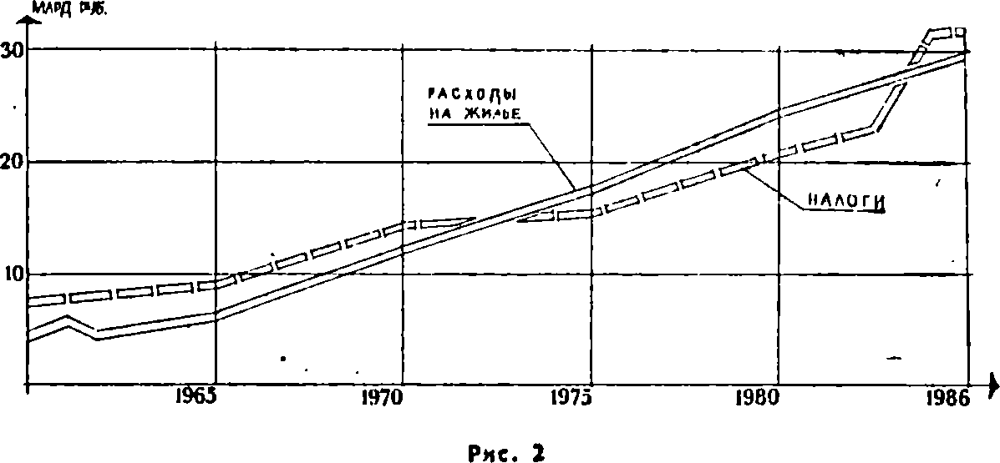 МЛРД РУБ.
30
РАСХОДЫ
НА ЖИЛЬЕ
20
НАЛОГИ
10
1965 1970 1975 1980 1986
Рис. 2